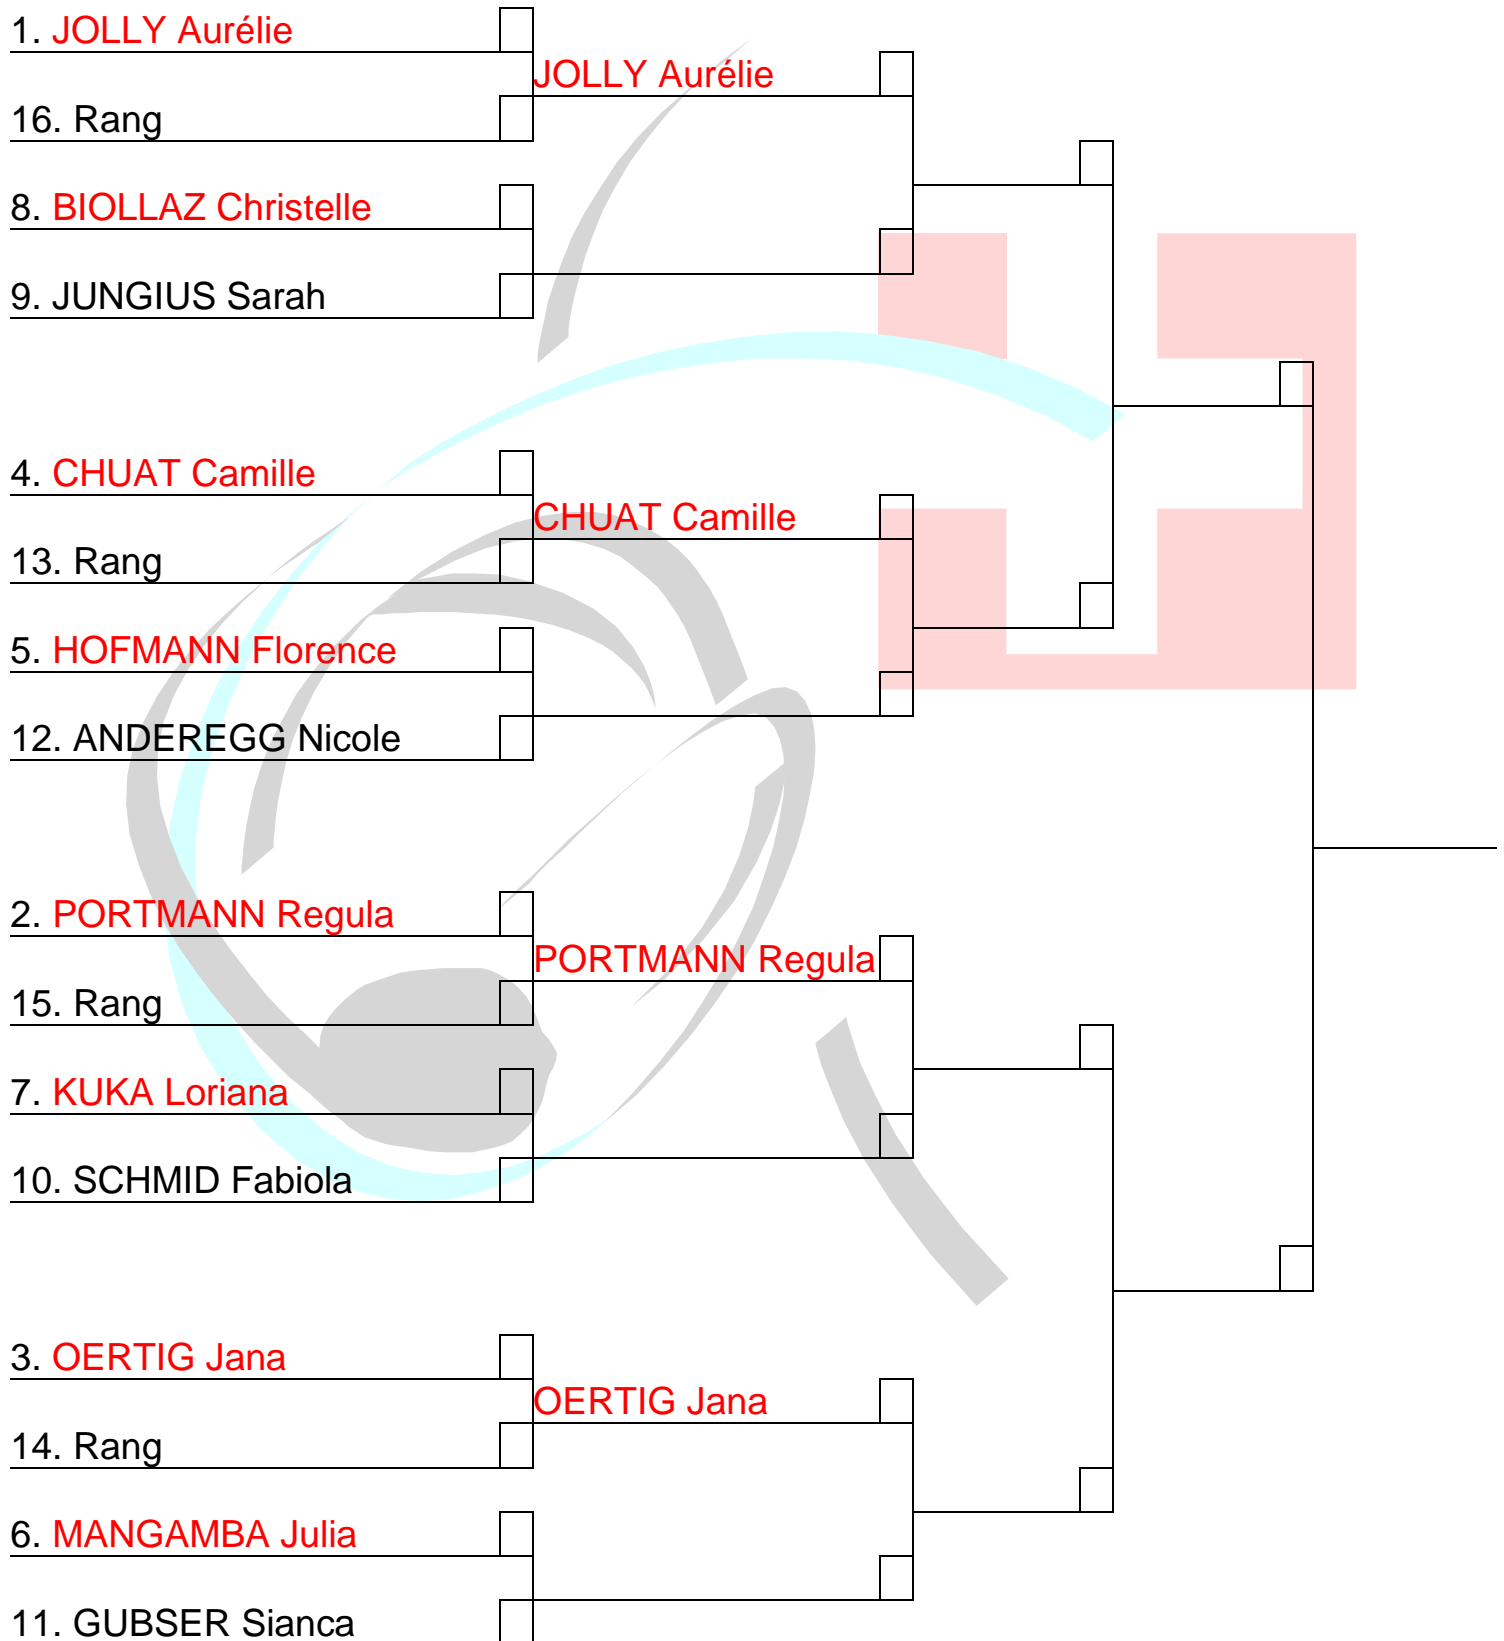 1. JOLLY Aurélie
JOLLY Aurélie
16. Rang
8. BIOLLAZ Christelle
9. JUNGIUS Sarah
4. CHUAT Camille
CHUAT Camille
13. Rang
5. HOFMANN Florence
12. ANDEREGG Nicole
2. PORTMANN Regula
PORTMANN Regula
15. Rang
7. KUKA Loriana
10. SCHMID Fabiola
3. OERTIG Jana
OERTIG Jana
14. Rang
6. MANGAMBA Julia
11. GUBSER Sianca